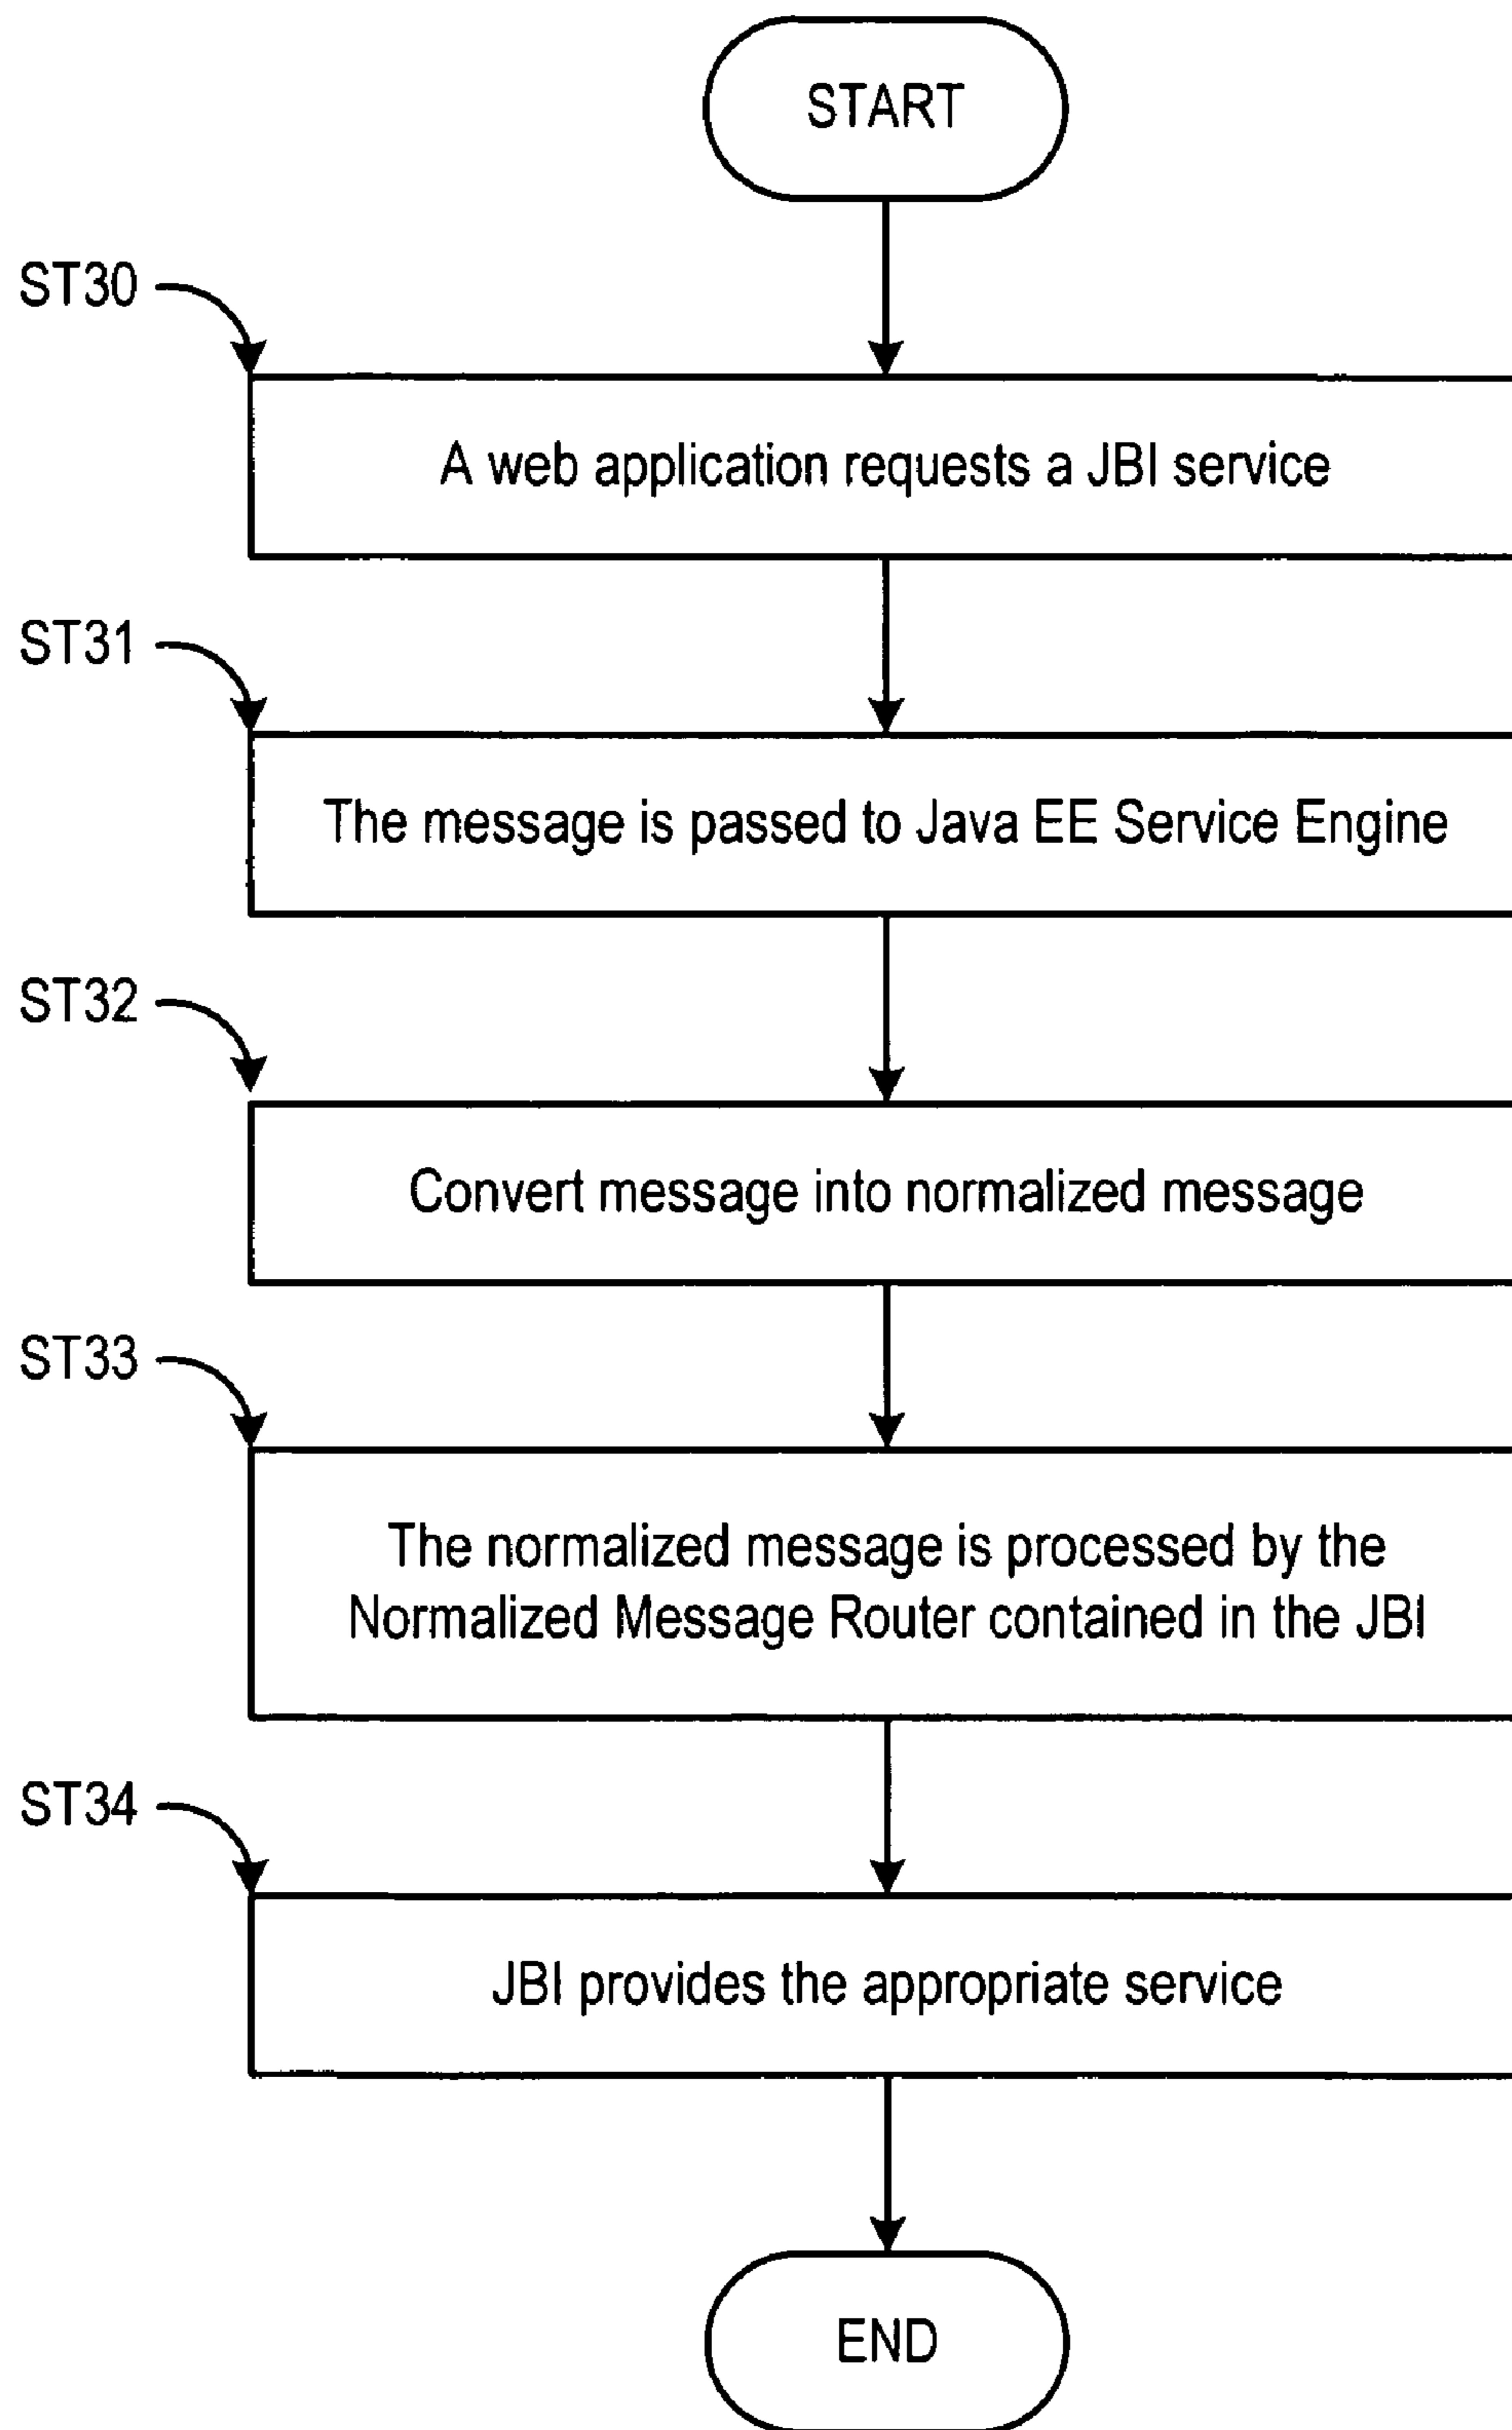 START
ST30
A web application requests a JBI service
ST31
The message is passed to Java EE Service Engine
ST32
Convert message into normalized message
ST33
The normalized message is processed by the
Normalized Message Router contained in the JBI
ST34
JBI provides the appropriate service
END